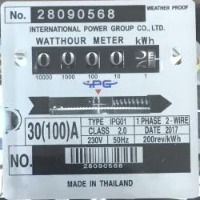 No. 28090568 WEATHER PROOF
INTERNATIONAL POWER GROUP CO., LTD.
WATTHOUR METER kWh
10000 1000 100 10 1
IPG
30(100)A TYPE IPG01 1 PHASE 2-WIRE
CLASS 2.0 DATE 2017
230V 50Hz 200rev/kWh
NO.
28090568
MADE IN THAILAND